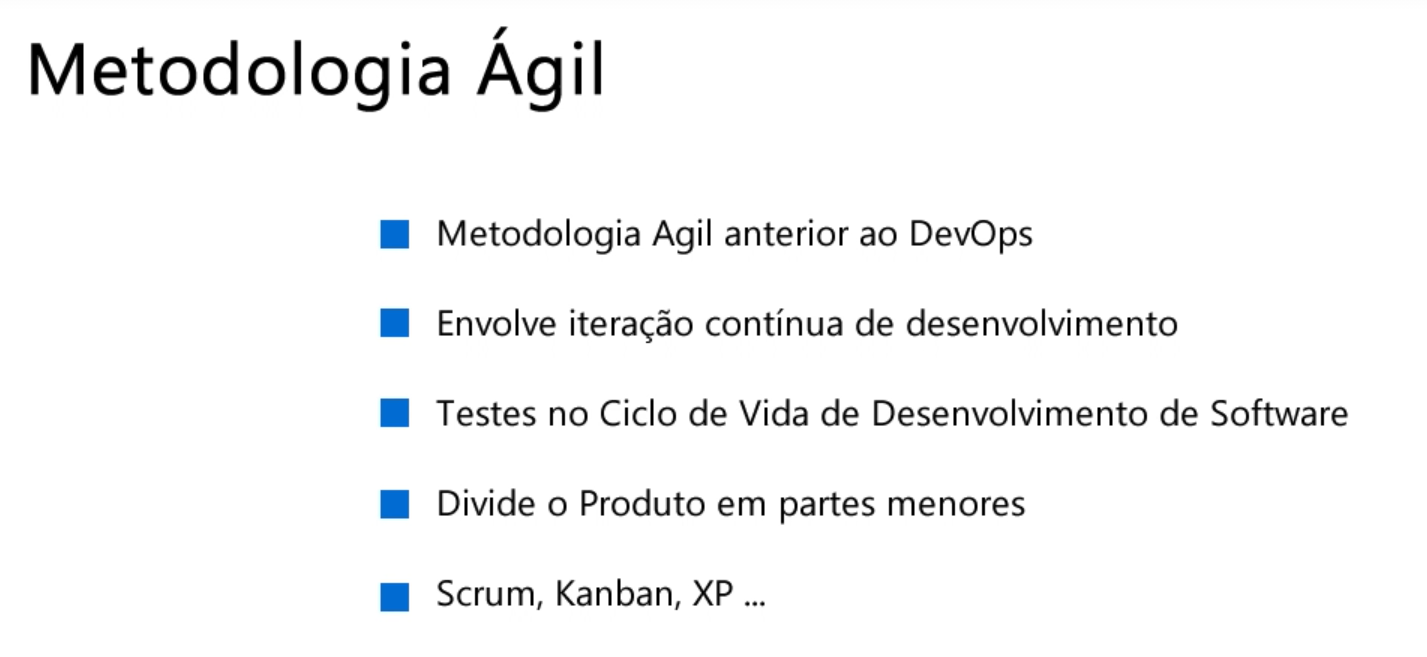 Metodologia Ágil
Metodologia Agil anterior ao DevOps
Envolve iteração contínua de desenvolvimento
Testes no Ciclo de Vida de Desenvolvimento de Software
Divide o Produto em partes menores
Scrum, Kanban, XP ...